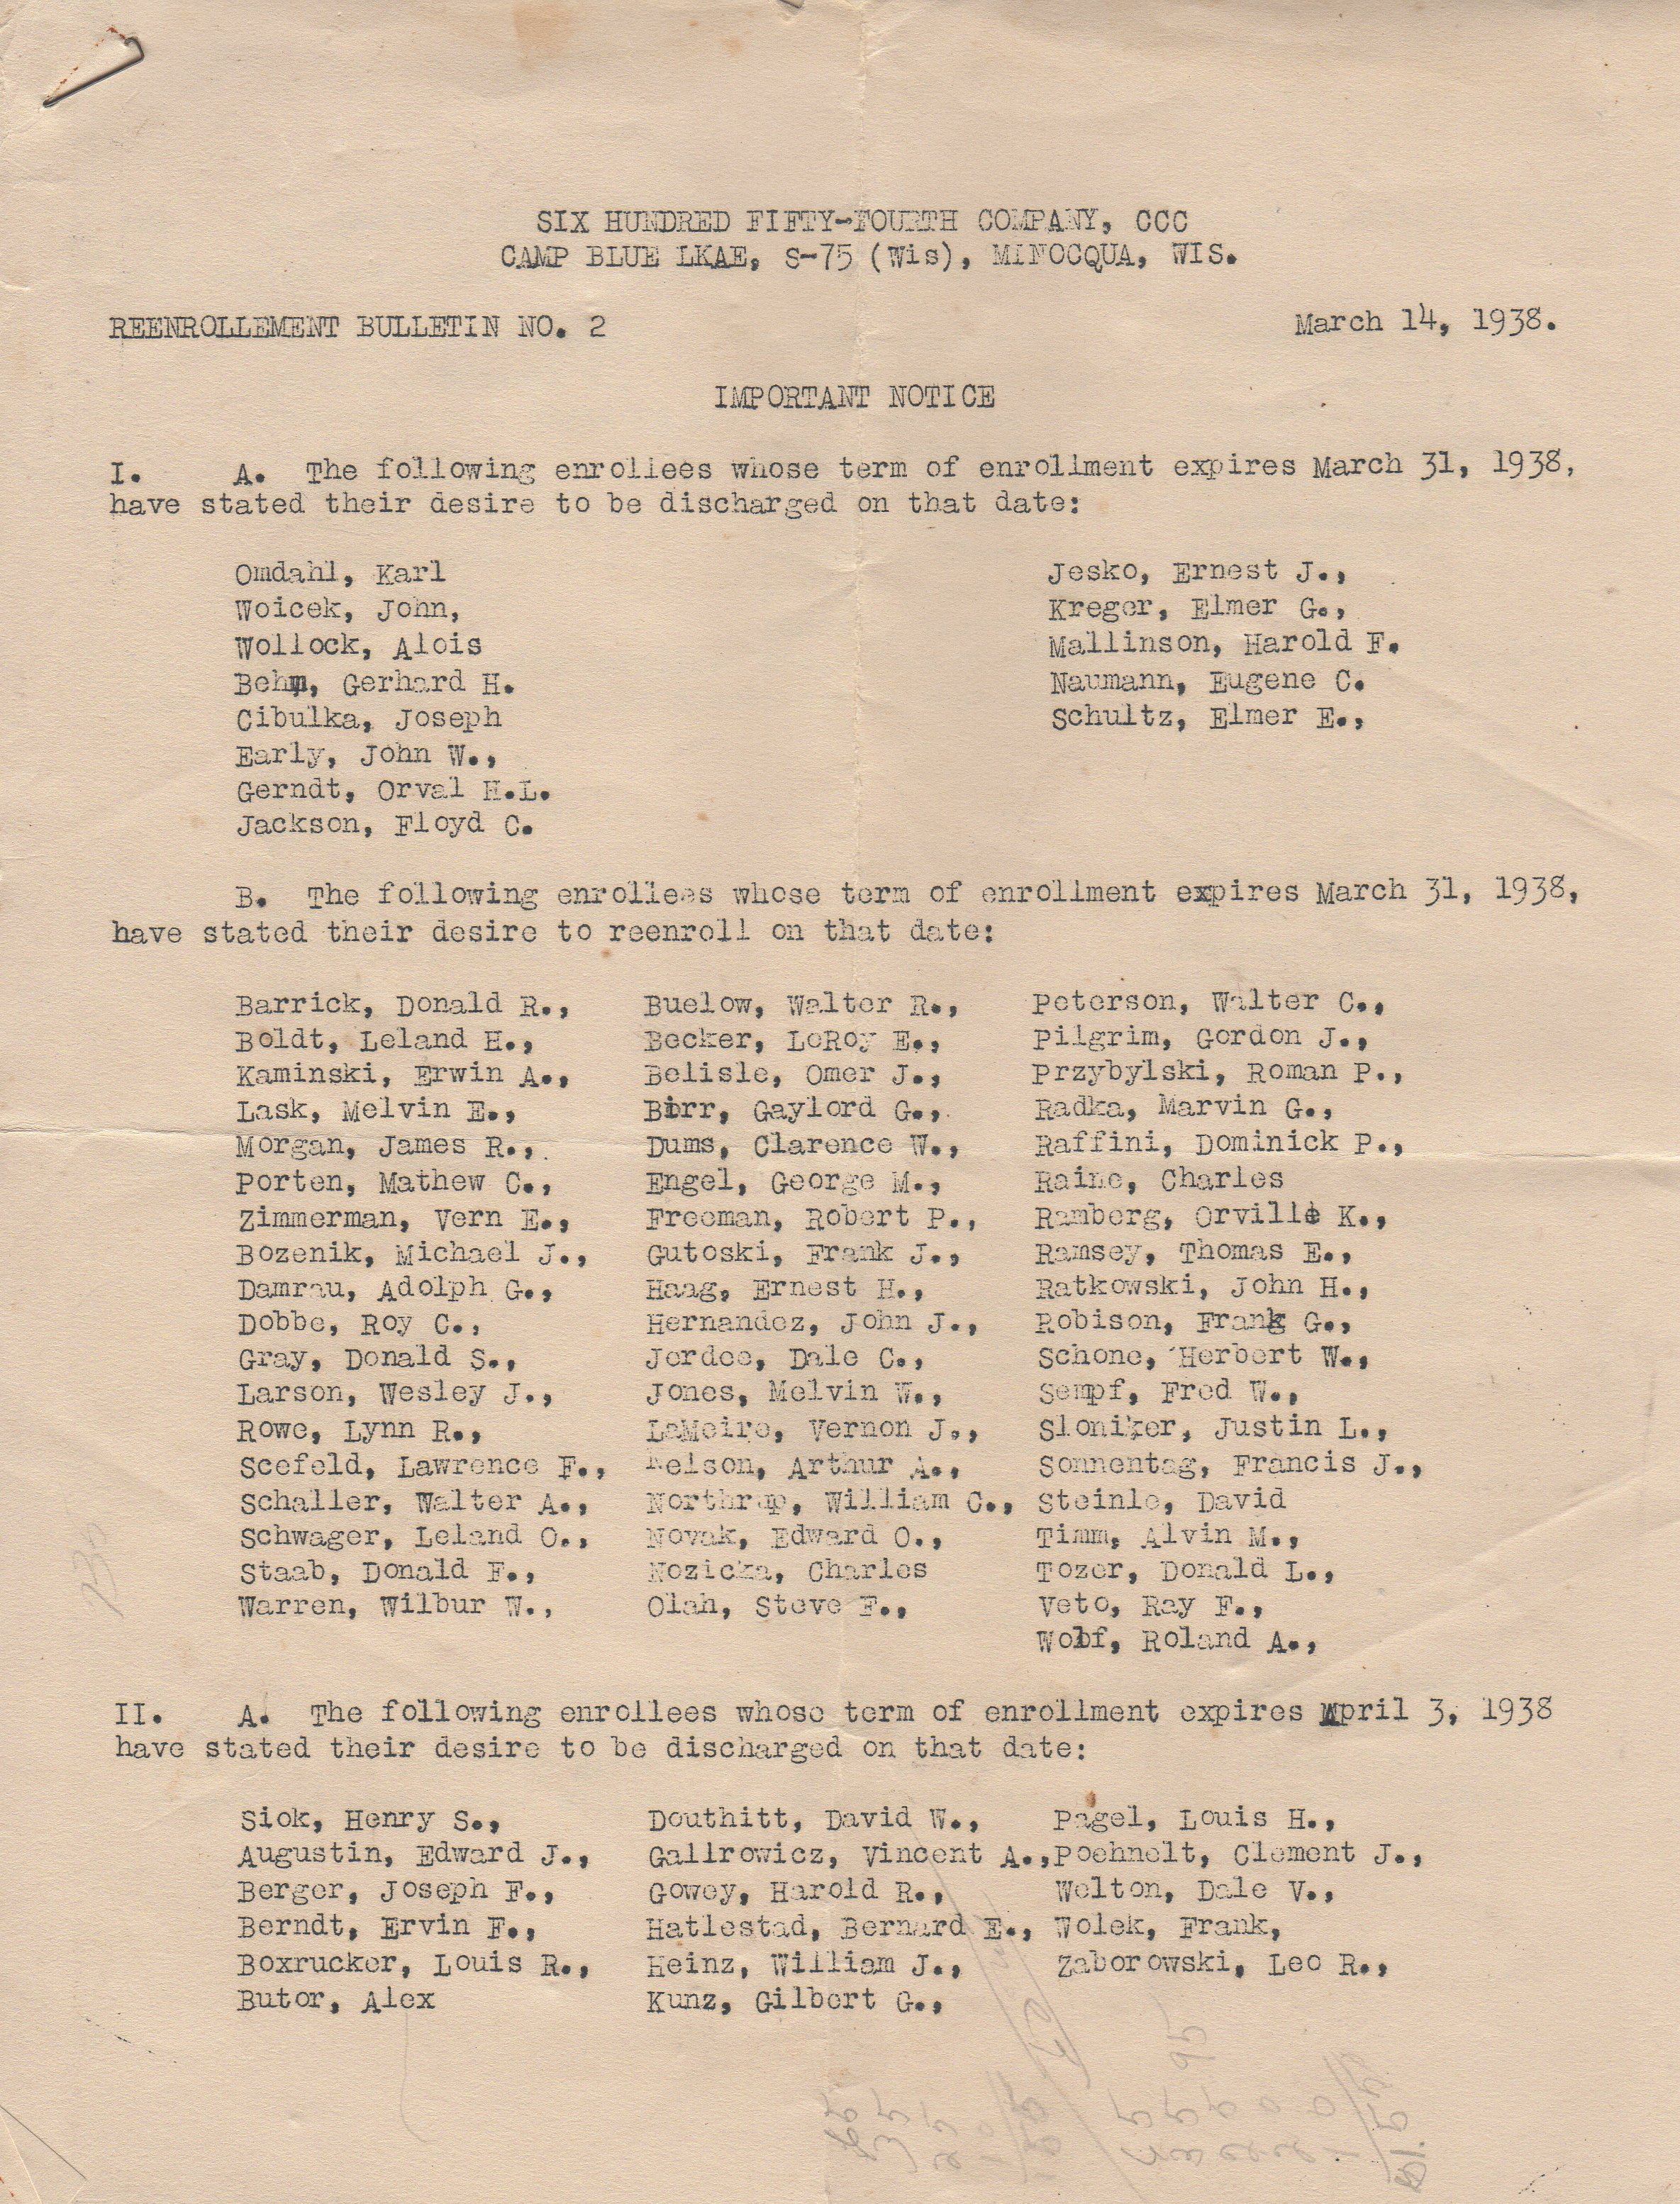 SIX HUNDRED FIFTY-FOURTH COMPANY, CCC
CAMP BLUE LKAE, S-75 (Wis), MINOCQUA, WIS.
REENROLLEMENT BULLETIN NO. 2 March 14, 1938.
IMPORTANT NOTICE
I. A. The following enrollees whose term of enrollment expires March 31, 1938,
have stated their desire to be discharged on that date:
Omdahl, Karl Jesko, Ernest J.,
Woicek, John, Kreger, Elmer G.,
Wollock, Alois Mallinson, Harold F.
Behm, Gerhard H. Naumann, Eugene C.
Cibulka, Joseph Schultz, Elmer E.,
Early, John W.,
Gerndt, Orval H.L.
Jackson, Floyd C.
B. The following enrollees whose term of enrollment expires March 31, 1938,
have stated their desire to reenroll on that date:
Barrick, Donald R., Buelow, Walter R., Peterson, Walter C.,
Boldt, Leland H., Becker, LeRoy E., Pilgrim, Gordon J.,
Kaminski, Erwin A., Belisle, Omer J., Przybylski, Roman P.,
Lask, Melvin E., Birr, Gaylord G., Radka, Marvin G.,
Morgan, James R., Dums, Clarence W., Raffini, Dominick P.,
Porten, Mathew C., Engel, George M., Raine, Charles
Zimmerman, Vern E., Freeman, Robert P., Ramberg, Orville K.,
Bozenik, Michael J., Gutoski, Frank J., Ramsey, Thomas E.,
Damrau, Adolph G., Haag, Ernest H., Ratkowski, John H.,
Dobbe, Roy C., Hernandez, John J., Robison, Frank G.,
Gray, Donald S., Jerdee, Dale C., Schone, Herbert W.,
Larson, Wesley J., Jones, Melvin W., Sempf, Fred W.,
Rowe, Lynn R., LaMeire, Vernon J., Sloniker, Justin L.,
Scefeld, Lawrence F., Nelson, Arthur A., Sonnentag, Francis J.,
Schaller, Walter A., Northrup, William C., Steinle, David
Schwager, Leland O., Novak, Edward O., Timm, Alvin M.,
Staab, Donald F., Nozicka, Charles Tozer, Donald L.,
Warren, Wilbur W., Olah, Steve F., Veto, Ray F.,
Wolf, Roland A.,
II. A. The following enrollees whose term of enrollment expires April 3, 1938
have stated their desire to be discharged on that date:
Siok, Henry S., Douthitt, David W., Pagel, Louis H.,
Augustin, Edward J., Gallrowicz, Vincent A., Poehnelt, Clement J.,
Berger, Joseph F., Gowey, Harold R., Welton, Dale V.,
Berndt, Ervin F., Hatlestad, Bernard E., Wolek, Frank,
Boxrucker, Louis R., Heinz, William J., Zaborowski, Leo R.,
Butor, Alex Kunz, Gilbert G.,